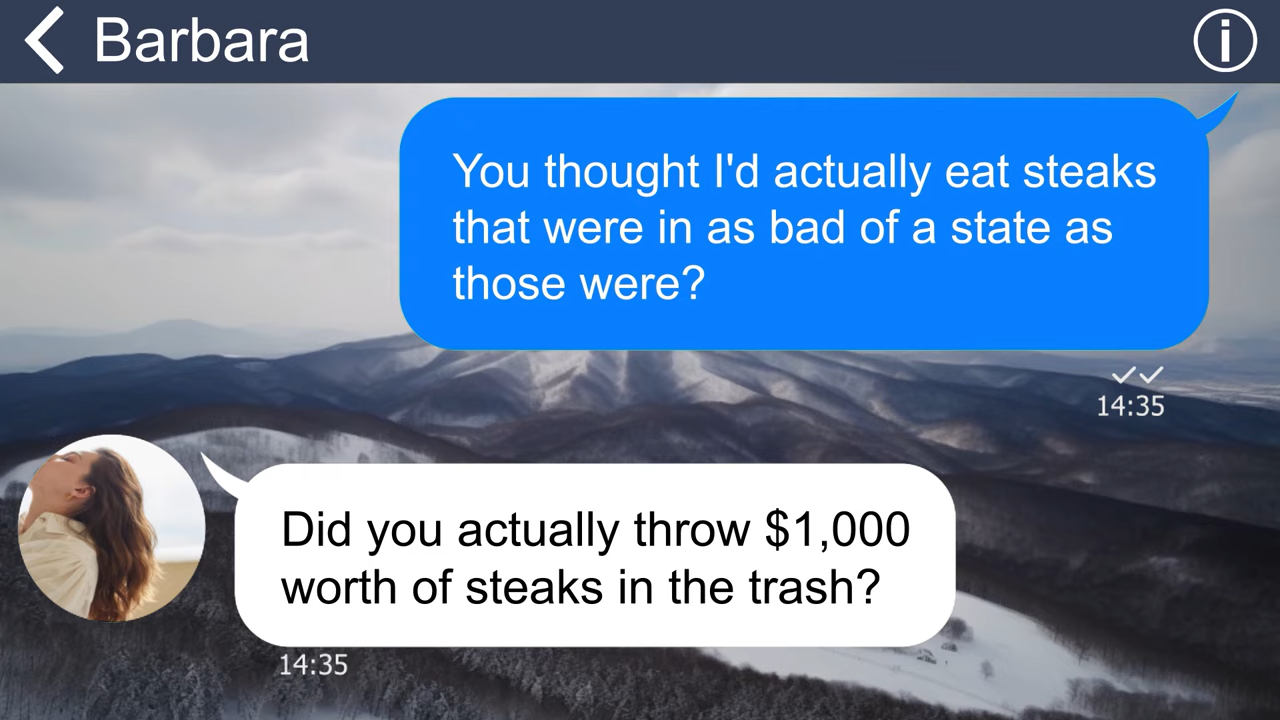 Barbara
You thought I'd actually eat steaks
that were in as bad of a state as
those were?
14:35
Did you actually throw $1,000
worth of steaks in the trash?
14:35